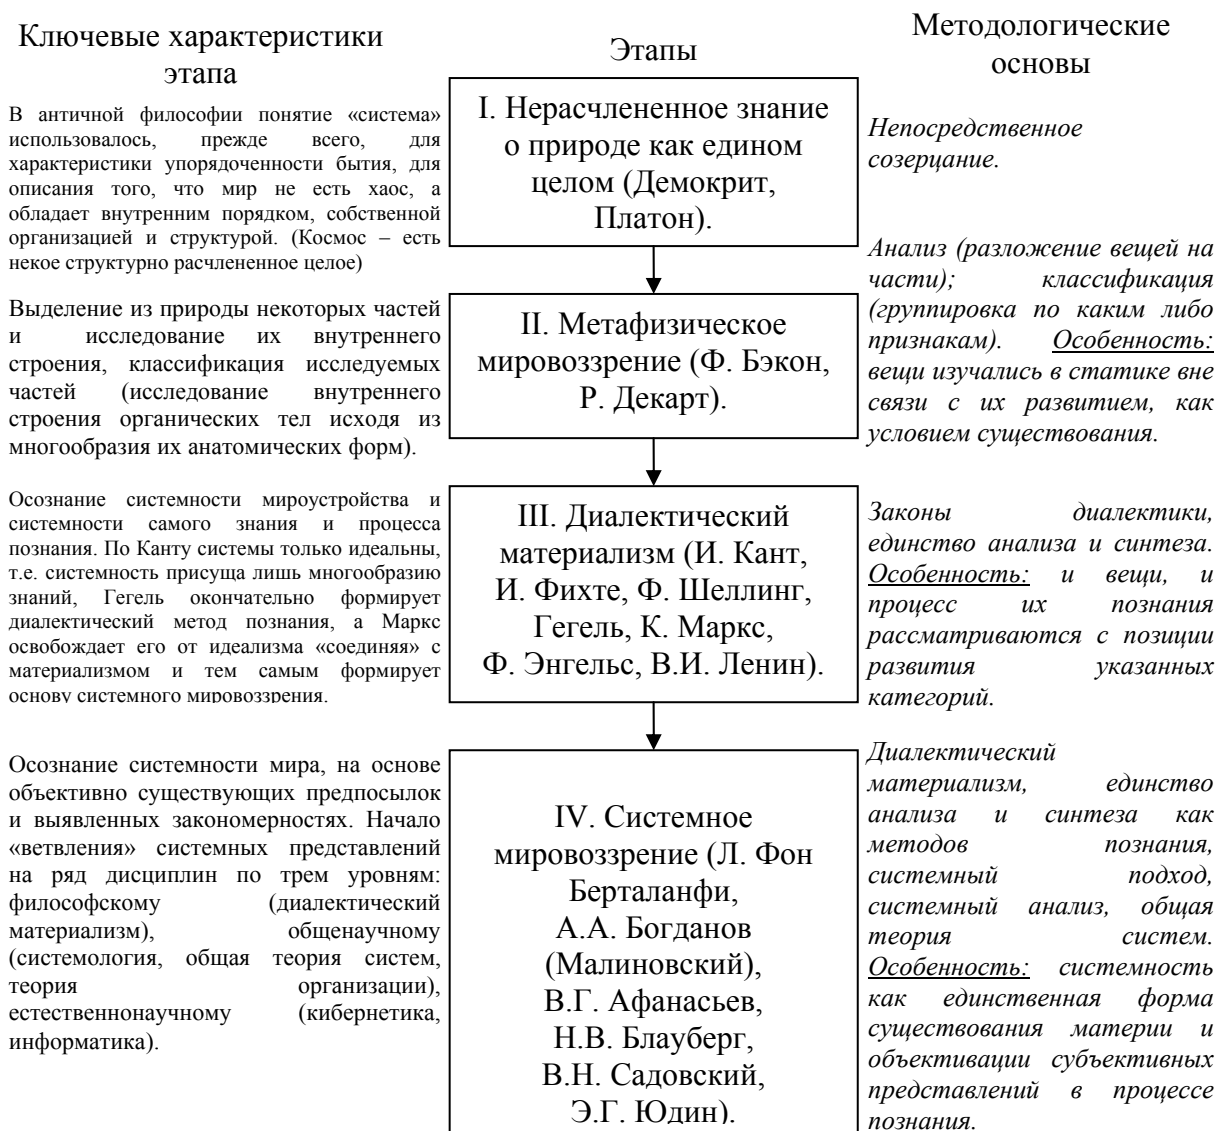 Ключевые характеристики
этапа
Этапы
Методологические
основы
В античной философии понятие «система»
использовалось, прежде всего, для
характеристики упорядоченности бытия, для
описания того, что мир не есть хаос, а
обладает внутренним порядком, собственной
организацией и структурой. (Космос – есть
некое структурно расчлененное целое)
I. Нерасчлененное знание
о природе как едином
целом (Демокрит,
Платон).
Непосредственное
созерцание.
Выделение из природы некоторых частей
и исследование их внутреннего
строения, классификация исследуемых
частей (исследование внутреннего
строения органических тел исходя из
многообразия их анатомических форм).
II. Метафизическое
мировоззрение (Ф. Бэкон,
Р. Декарт).
Анализ (разложение вещей на
части); классификация
(группировка по каким либо
признакам). Особенность:
вещи изучались в статике вне
связи с их развитием, как
условием существования.
Осознание системности мироустройства и
системности самого знания и процесса
познания. По Канту системы только идеальны,
т.е. системность присуща лишь многообразию
знаний, Гегель окончательно формирует
диалектический метод познания, а Маркс
освобождает его от идеализма «соединяя» с
материализмом и тем самым формирует
основу системного мировоззрения.
III. Диалектический
материализм (И. Кант,
И. Фихте, Ф. Шеллинг,
Гегель, К. Маркс,
Ф. Энгельс, В.И. Ленин).
Законы диалектики,
единство анализа и синтеза.
Особенность: и вещи, и
процесс их познания
рассматриваются с позиции
развития указанных
категорий.
Осознание системности мира, на основе
объективно существующих предпосылок
и выявленных закономерностях. Начало
«ветвления» системных представлений
на ряд дисциплин по трем уровням:
философскому (диалектический
материализм), общенаучному
(системология, общая теория систем,
теория организации),
естественнонаучному (кибернетика,
информатика).
IV. Системное
мировоззрение (Л. Фон
Берталанфи,
А.А. Богданов
(Малиновский),
В.Г. Афанасьев,
Н.В. Блауберг,
В.Н. Садовский,
Э.Г. Юдин).
Диалектический
материализм, единство
анализа и синтеза как
методов познания,
системный подход,
системный анализ, общая
теория систем.
Особенность: системность
как единственная форма
существования материи и
объективации субъективных
представлений в процессе
познания.